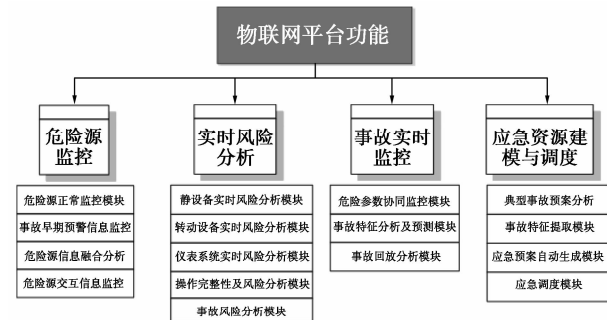 物联网平台功能
危险源
监控
危险源正常监控模块
事故早期预警信息监控
危险源信息融合分析
危险源交互信息监控
实时风险
分析
静设备实时风险分析模块
转动设备实时风险分析模块
仪表系统实时风险分析模块
操作完整性及风险分析模块
事故风险分析模块
事故实时
监控
危险参数协同监控模块
事故特征分析及预测模块
事故回放分析模块
应急资源建
模与调度
典型事故预案分析
事故特征提取模块
应急预案自动生成模块
应急调度模块